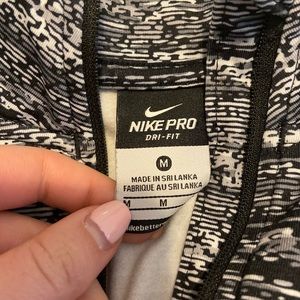 NIKE PRO
DRI-FIT
M
MADE IN SRI LANKA
FABRIQUE AU SRI LANKA
M M
M